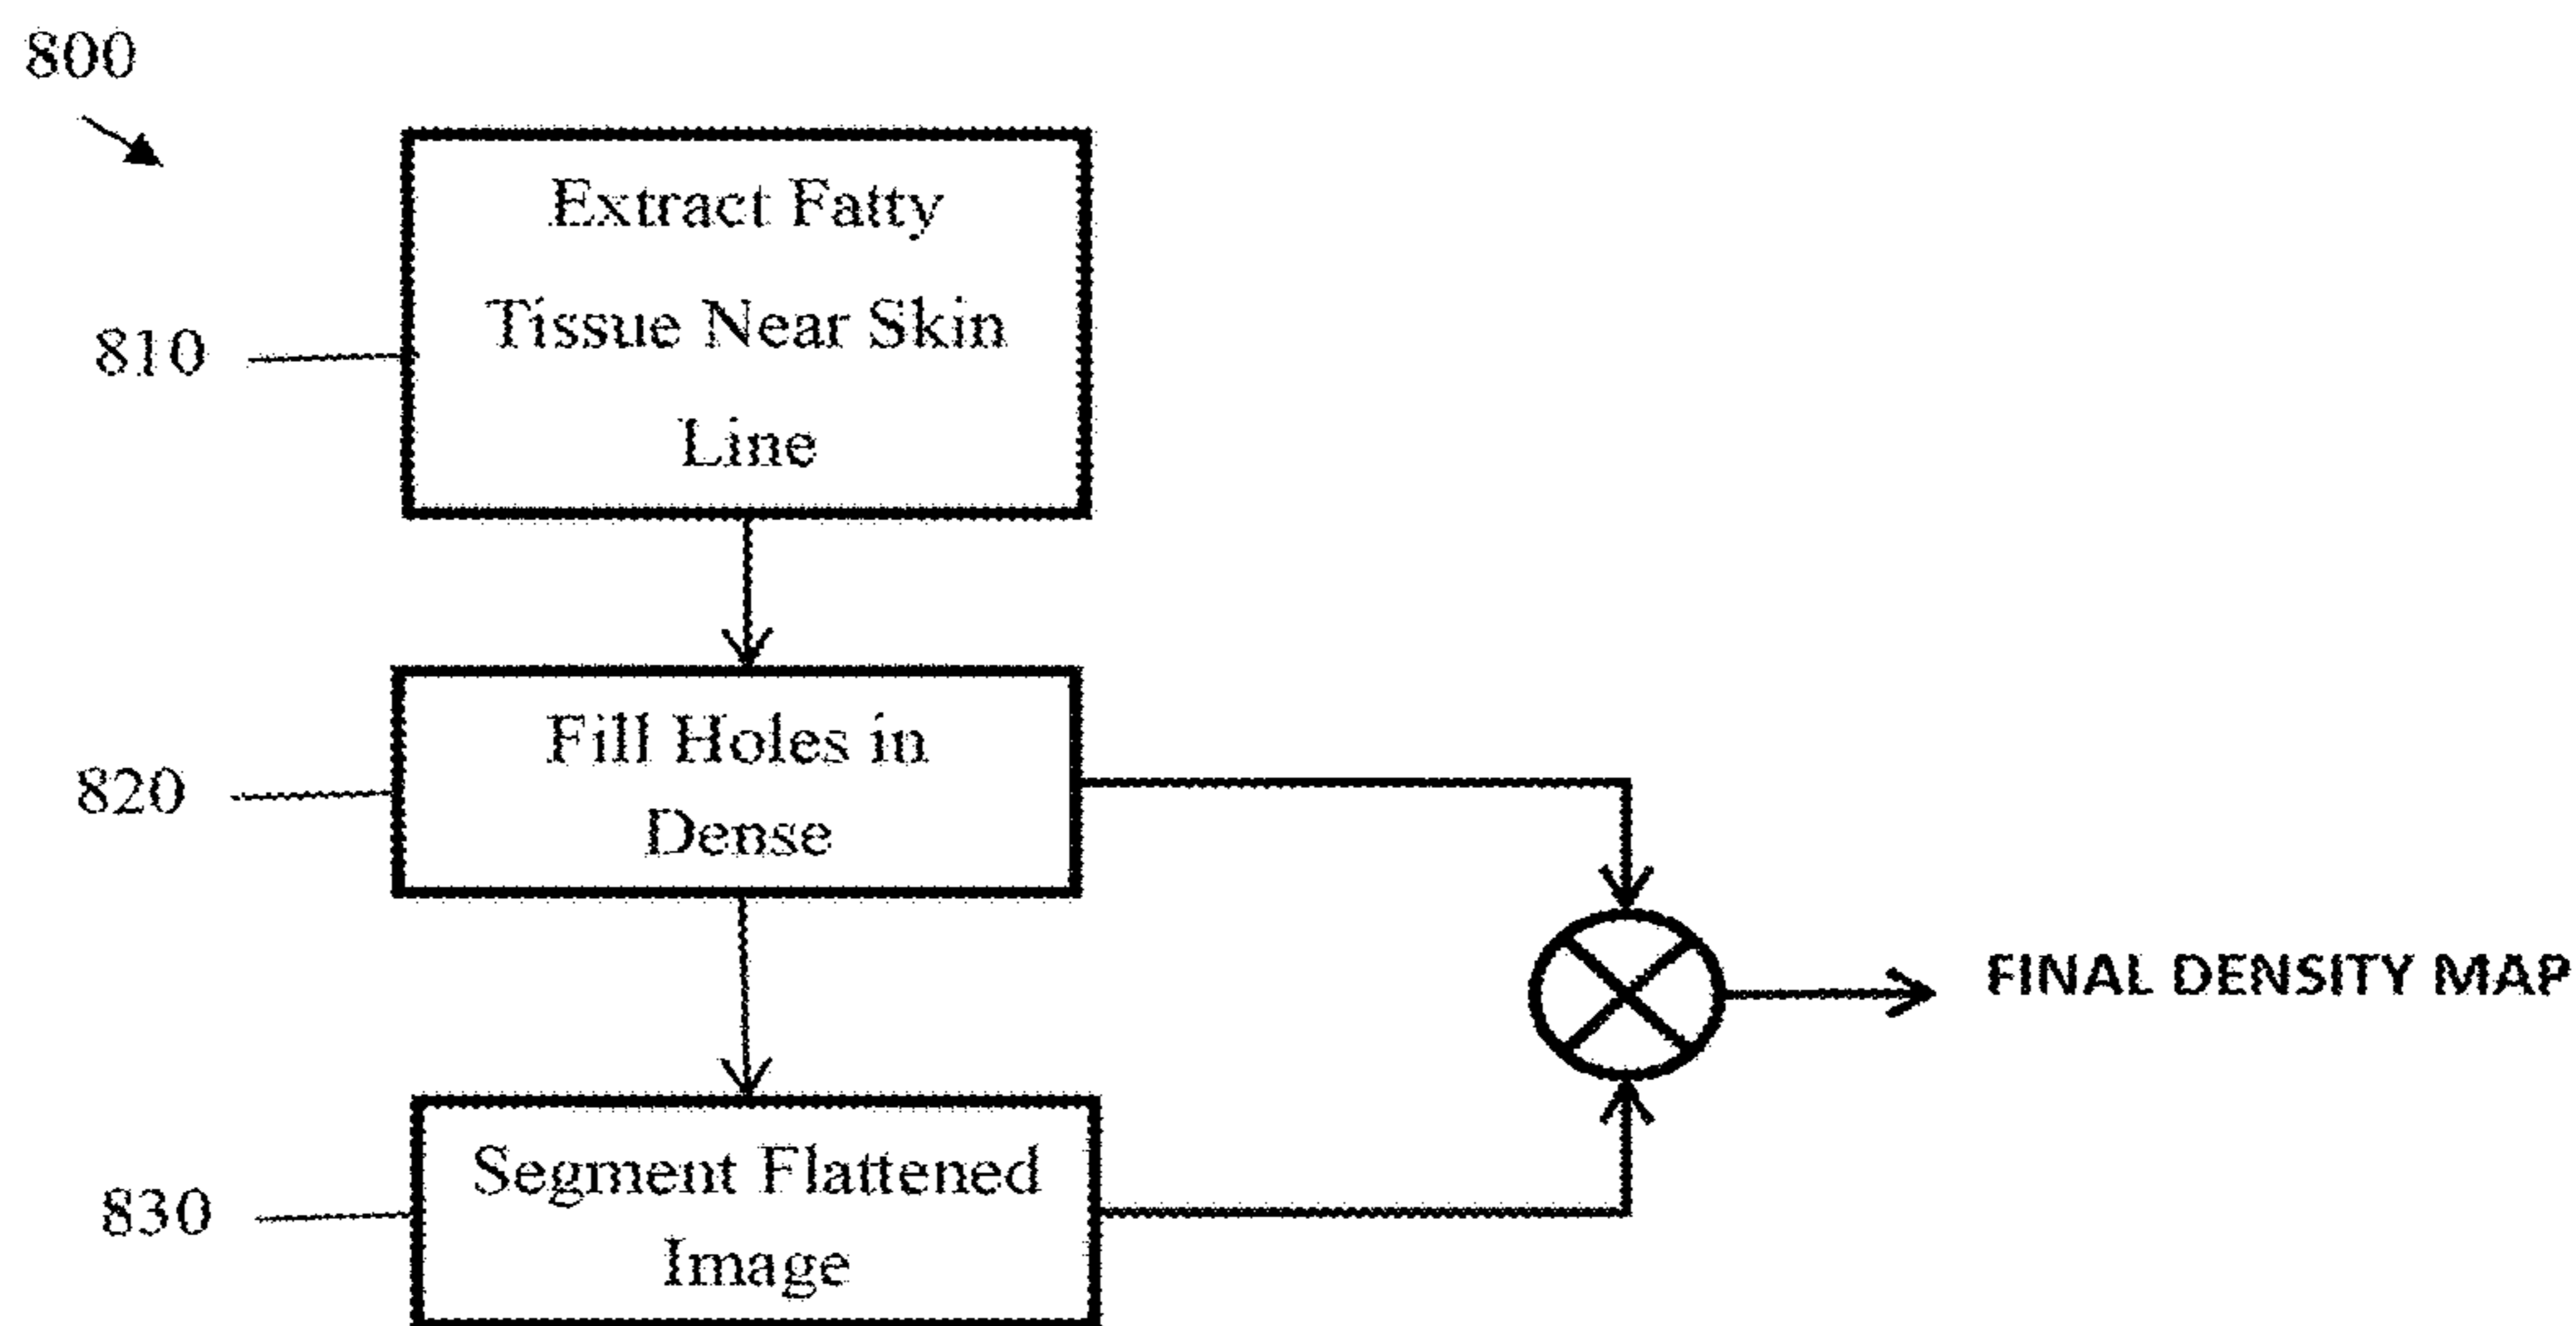 800
810
Extract Fatty
Tissue Near Skin
Line
820
Fill Holes in
Dense
FINAL DENSITY MAP
830
Segment Flattened
Image